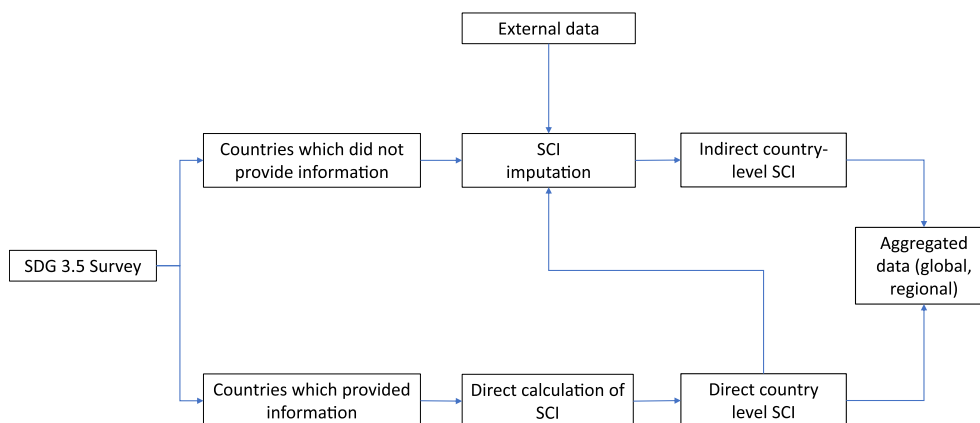 External data
Countries which did not
provide information
SCI
imputation
Indirect country-
level SCI
SDG 3.5 Survey
Aggregated
data (global,
regional)
Countries which provided
information
Direct calculation of
SCI
Direct country
level SCI